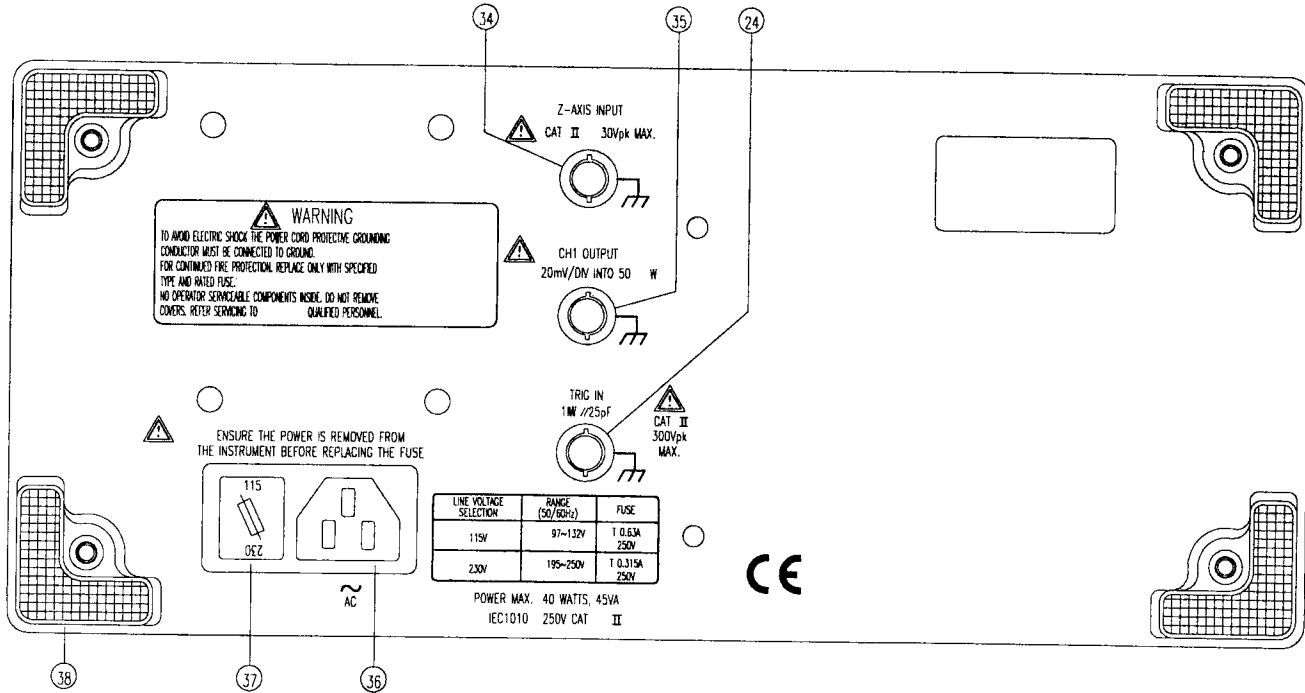 34
35
24
Z-AXIS INPUT
CAT II 30Vpk MAX.
WARNING
TO AVOID ELECTRIC SHOCK THE POWER CORD PROTECTIVE GROUNDING
CONDUCTOR MUST BE CONNECTED TO GROUND.
FOR CONTINUED FIRE PROTECTION. REPLACE ONLY WITH SPECIFIED
TYPE AND RATED FUSE.
NO OPERATOR SERVICEABLE COMPONENTS INSIDE. DO NOT REMOVE
COVERS. REFER SERVICING TO QUALIFIED PERSONNEL.
CH1 OUTPUT
20mV/DIV INTO 50 W
TRIG IN
//25pF
CAT II
300Vpk
MAX.
ENSURE THE POWER IS REMOVED FROM
THE INSTRUMENT BEFORE REPLACING THE FUSE
115
230
AC
LINE VOLTAGE SELECTION RANGE (50/60Hz) FUSE
115V 97~132V T 0.63A 250V
230V 195~250V T 0.315A 250V
POWER MAX. 40 WATTS, 45VA
IEC1010 250V CAT II
CE
38
37
36